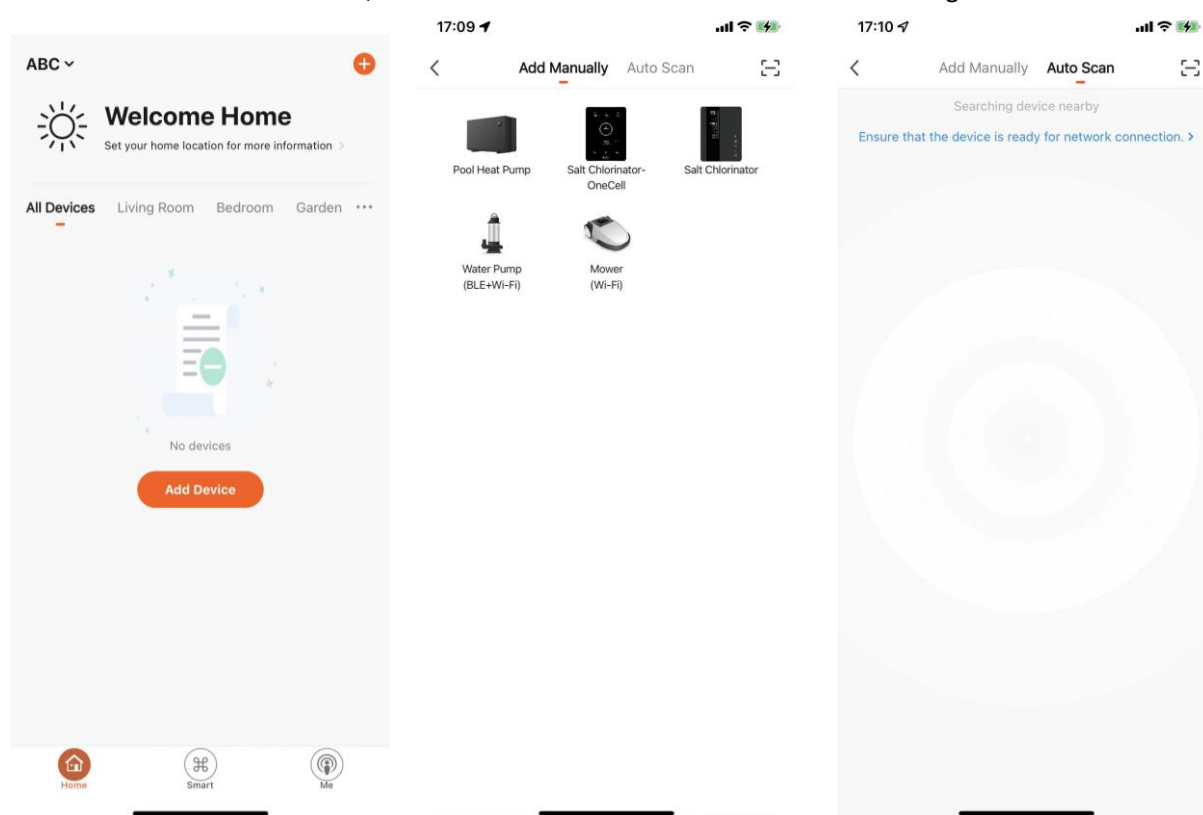 ABC
Welcome Home
Set your home location for more information >
All Devices Living Room Bedroom Garden ...
No devices
Add Device
Home Smart Me
17:09
Add Manually Auto Scan
Pool Heat Pump
Salt Chlorinator-
OneCell
Salt Chlorinator
Water Pump
(BLE+Wi-Fi)
Mower
(Wi-Fi)
17:10
Add Manually Auto Scan
Searching device nearby
Ensure that the device is ready for network connection. >